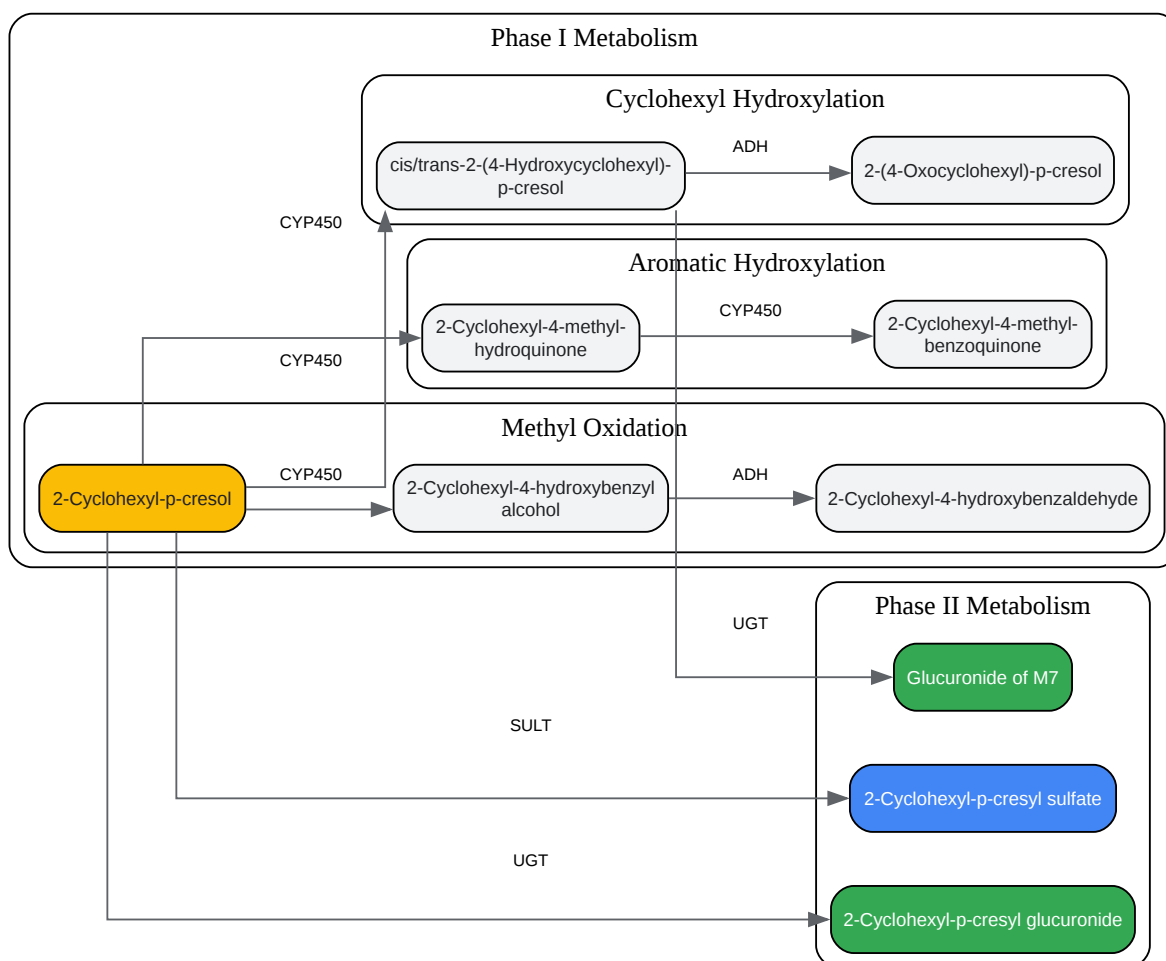 Phase I Metabolism
Cyclohexyl Hydroxylation
cis/trans-2-(4-Hydroxycyclohexyl)-
p-cresol
ADH
2-(4-Oxocyclohexyl)-p-cresol
CYP450
Aromatic Hydroxylation
2-Cyclohexyl-4-methyl-
hydroquinone
CYP450
2-Cyclohexyl-4-methyl-
benzoquinone
CYP450
Methyl Oxidation
2-Cyclohexyl-p-cresol
CYP450
2-Cyclohexyl-4-hydroxybenzyl
alcohol
ADH
2-Cyclohexyl-4-hydroxybenzaldehyde
Phase II Metabolism
UGT
Glucuronide of M7
SULT
2-Cyclohexyl-p-cresyl sulfate
UGT
2-Cyclohexyl-p-cresyl glucuronide